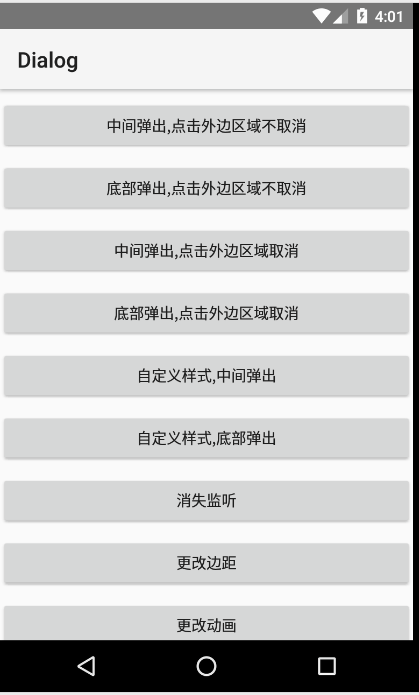 4:01
Dialog
中间弹出,点击外边区域不取消
底部弹出,点击外边区域不取消
中间弹出,点击外边区域取消
底部弹出,点击外边区域取消
自定义样式,中间弹出
自定义样式,底部弹出
消失监听
更改边距
更改动画